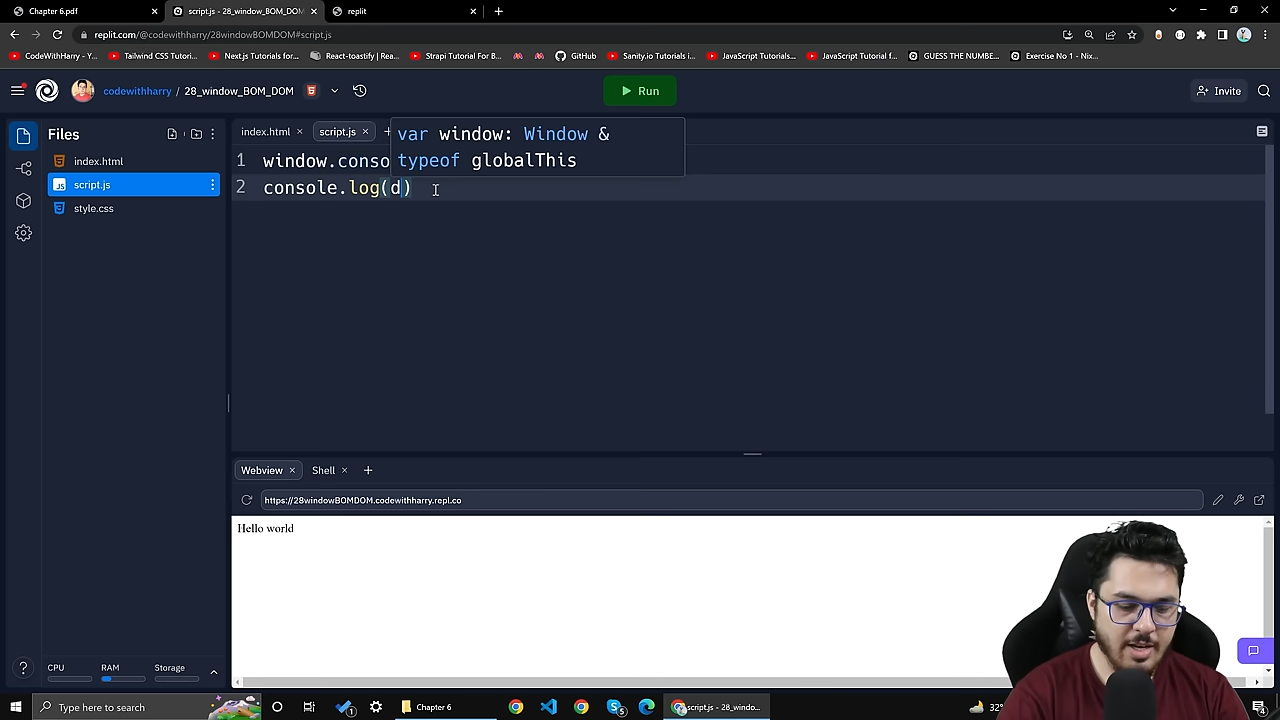 Chapter 6.pdf
script.js - 28_window_BOM_DOM
replit
replit.com/@codewithharry/28windowBOMDOM#script.js
CodeWithHarry - Y...
Tailwind CSS Tutori...
Next.js Tutorials for...
React-toastify | Rea...
Strapi Tutorial For B...
GitHub
Sanity.io Tutorials i...
JavaScript Tutorials...
JavaScript Tutorial f...
GUESS THE NUMBE...
Exercise No 1 - Nix...
codewithharry / 28_window_BOM_DOM
Run
Invite
Files
index.html
script.js
style.css
index.html
script.js
var window: Window &
typeof globalThis
1 window.conso
2 console.log(d)
Webview
Shell
https://28windowBOMDOM.codewithharry.repl.co
Hello world
CPU
RAM
Storage
Type here to search
Chapter 6
script.js - 28_windo...
32°